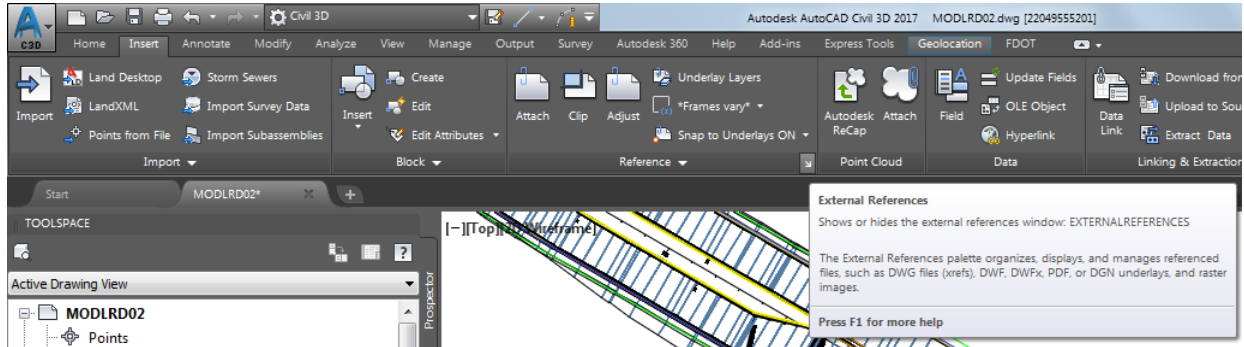 Civil 3D
Autodesk AutoCAD Civil 3D 2017 MODLRD02.dwg [22049555201]
C3D Home Insert Annotate Modify Analyze View Manage Output Survey Autodesk 360 Help Add-ins Express Tools Geolocation FDOT
Land Desktop Storm Sewers Create Underlay Layers Update Fields Download from
Import LandXML Import Survey Data Insert Edit Attach Clip Adjust *Frames vary* Autodesk ReCap Attach Field OLE Object Data Link Upload to Sou
Points from File Import Subassemblies Edit Attributes Snap to Underlays ON Hyperlink Extract Data
Import Block Reference Point Cloud Data Linking & Extraction
Start MODLRD02*
TOOLSPACE
[−][Top][2D Wireframe]
Active Drawing View
Prospector
MODLRD02
Points
External References
Shows or hides the external references window: EXTERNALREFERENCES
The External References palette organizes, displays, and manages referenced
files, such as DWG files (xrefs), DWF, DWFx, PDF, or DGN underlays, and raster
images.
Press F1 for more help